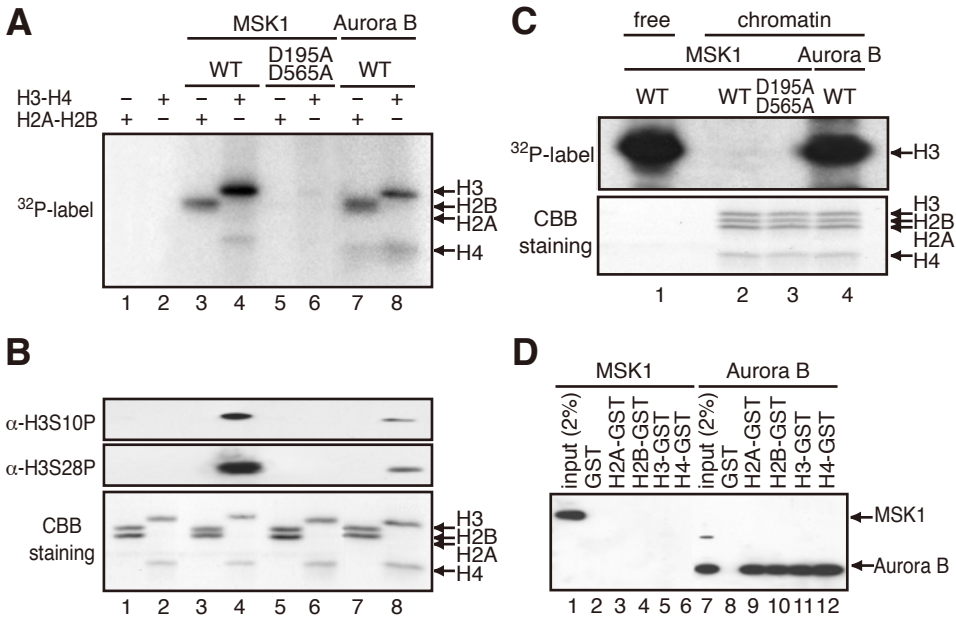 A
MSK1 Aurora B
WT D195A D565A WT
H3-H4 – + – + – + – +
H2A-H2B + – + – + – + –
32P-label
H3
H2B
H2A
H4
1 2 3 4 5 6 7 8
B
α-H3S10P
α-H3S28P
CBB staining
H3
H2B
H2A
H4
1 2 3 4 5 6 7 8
C
free chromatin
MSK1 Aurora B
WT WT D195A D565A WT
32P-label
H3
CBB staining
H3
H2B
H2A
H4
1 2 3 4
D
MSK1 Aurora B
input (2%) GST H2A-GST H2B-GST H3-GST H4-GST input (2%) GST H2A-GST H2B-GST H3-GST H4-GST
MSK1
Aurora B
1 2 3 4 5 6 7 8 9 10 11 12